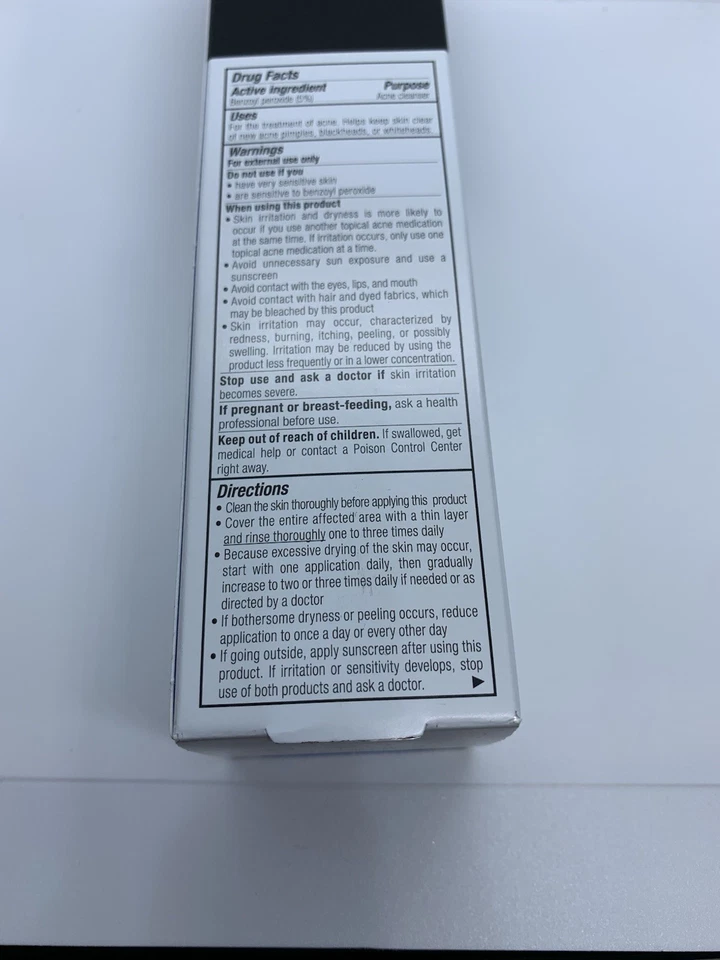 Drug Facts
Active ingredient Purpose
Benzoyl peroxide (5%) Acne cleanser
Uses
For the treatment of acne. Helps keep skin clear
of new acne pimples, blackheads, or whiteheads.
Warnings
For external use only
Do not use if you
• have very sensitive skin
• are sensitive to benzoyl peroxide
When using this product
• Skin irritation and dryness is more likely to
occur if you use another topical acne medication
at the same time. If irritation occurs, only use one
topical acne medication at a time.
• Avoid unnecessary sun exposure and use a
sunscreen
• Avoid contact with the eyes, lips, and mouth
• Avoid contact with hair and dyed fabrics, which
may be bleached by this product
• Skin irritation may occur, characterized by
redness, burning, itching, peeling, or possibly
swelling. Irritation may be reduced by using the
product less frequently or in a lower concentration.
Stop use and ask a doctor if skin irritation
becomes severe.
If pregnant or breast-feeding, ask a health
professional before use.
Keep out of reach of children. If swallowed, get
medical help or contact a Poison Control Center
right away.
Directions
• Clean the skin thoroughly before applying this product
• Cover the entire affected area with a thin layer
and rinse thoroughly one to three times daily
• Because excessive drying of the skin may occur,
start with one application daily, then gradually
increase to two or three times daily if needed or as
directed by a doctor
• If bothersome dryness or peeling occurs, reduce
application to once a day or every other day
• If going outside, apply sunscreen after using this
product. If irritation or sensitivity develops, stop
use of both products and ask a doctor.